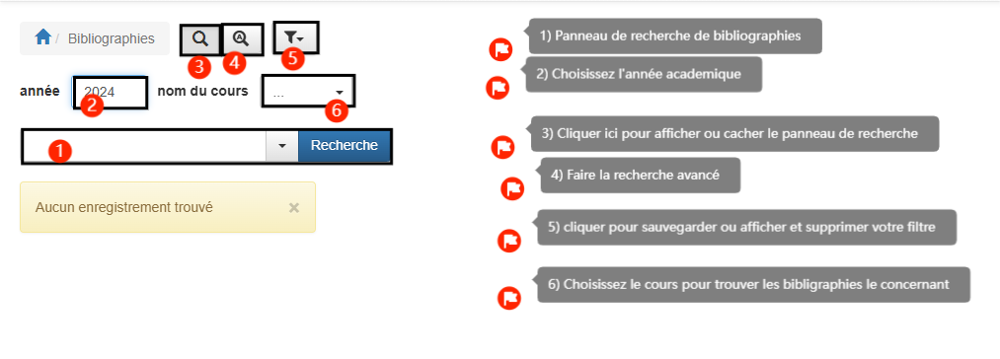 / Bibliographies
3 4 5
année 2024 nom du cours ...
2 6
1 Recherche
Aucun enregistrement trouvé ×
1) Panneau de recherche de bibliographies
2) Choisissez l'année academique
3) Cliquer ici pour afficher ou cacher le panneau de recherche
4) Faire la recherche avancé
5) cliquer pour sauvegarder ou afficher et supprimer votre filtre
6) Choisissez le cours pour trouver les bibligraphies le concernant